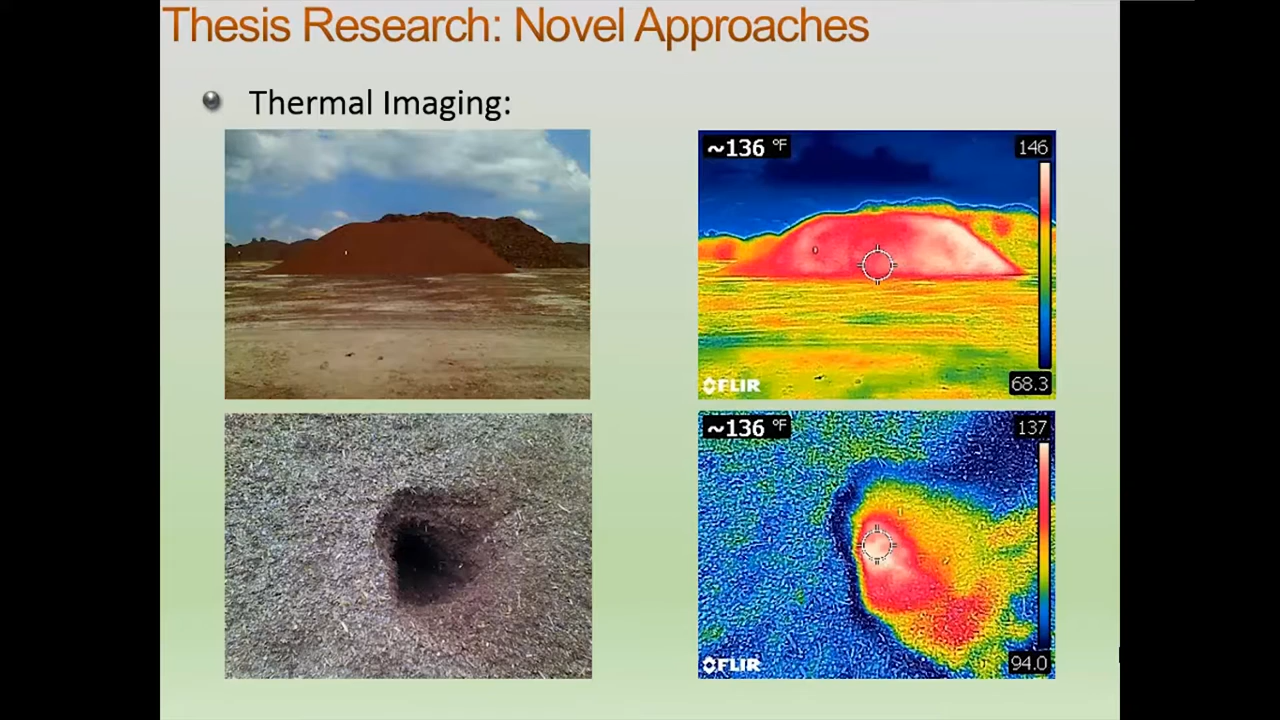 Thesis Research: Novel Approaches
Thermal Imaging:
~136 °F
146
68.3
FLIR
~136 °F
137
94.0
FLIR